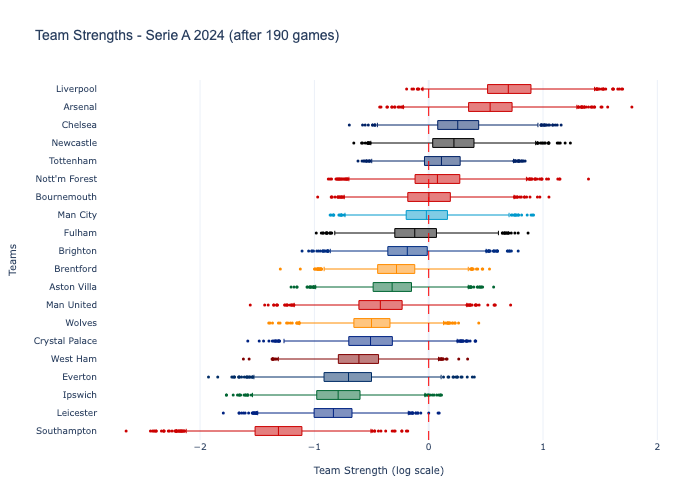 Team Strengths - Serie A 2024 (after 190 games)
Liverpool
Arsenal
Chelsea
Newcastle
Tottenham
Nott'm Forest
Bournemouth
Man City
Fulham
Brighton
Brentford
Aston Villa
Man United
Wolves
Crystal Palace
West Ham
Everton
Ipswich
Leicester
Southampton
Teams
−2 −1 0 1 2
Team Strength (log scale)